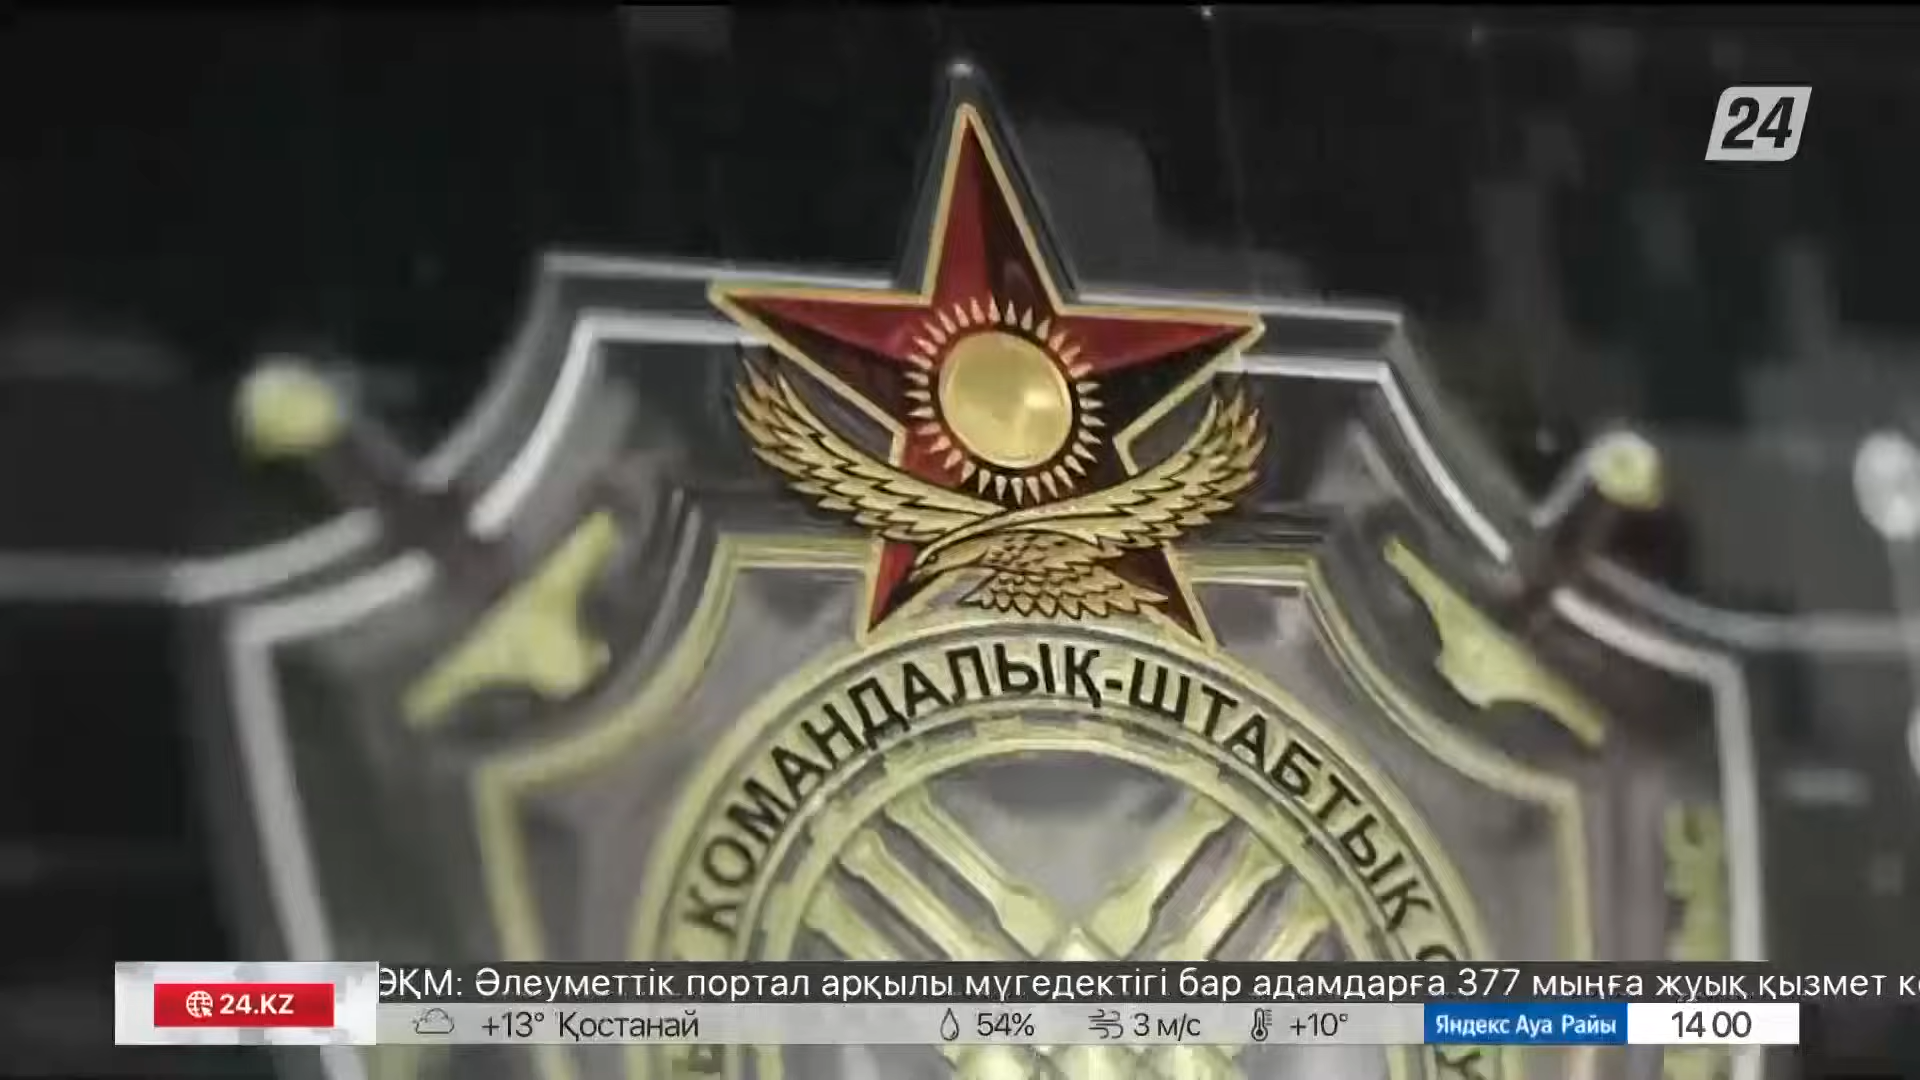 24
КОМАНДАЛЫҚ-ШТАБТЫҚ
ӘҚМ: Әлеуметтік портал арқылы мүгедектігі бар адамдарға 377 мыңға жуық қызмет
24.KZ
+13° Қостанай 54% 3 м/с +10° Яндекс Ауа Райы 14 00